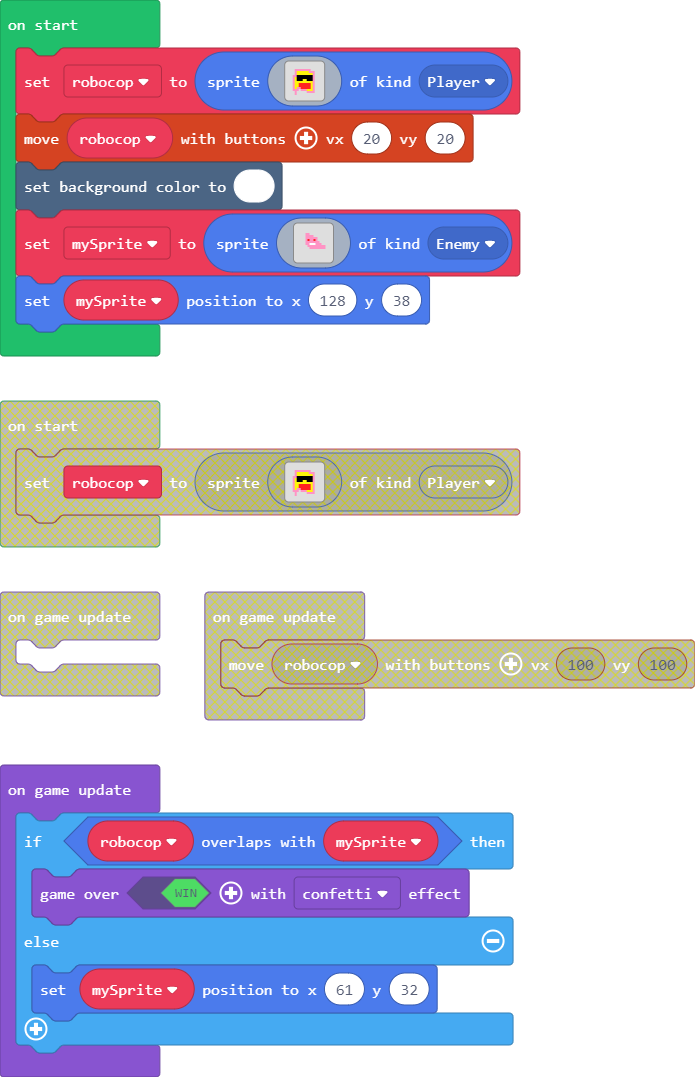 on start
set robocop to sprite of kind Player
move robocop with buttons vx 20 vy 20
set background color to
set mySprite to sprite of kind Enemy
set mySprite position to x 128 y 38
on start
set robocop to sprite of kind Player
on game update
on game update
move robocop with buttons vx 100 vy 100
on game update
if robocop overlaps with mySprite then
game over WIN with confetti effect
else
set mySprite position to x 61 y 32